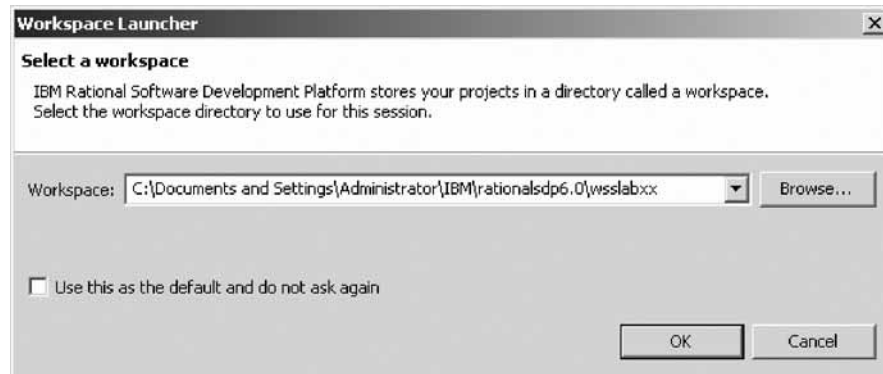 Workspace Launcher
Select a workspace
IBM Rational Software Development Platform stores your projects in a directory called a workspace.
Select the workspace directory to use for this session.
Workspace: C:\Documents and Settings\Administrator\IBM\rationalsdp6.0\wsslabxx Browse...
Use this as the default and do not ask again
OK Cancel